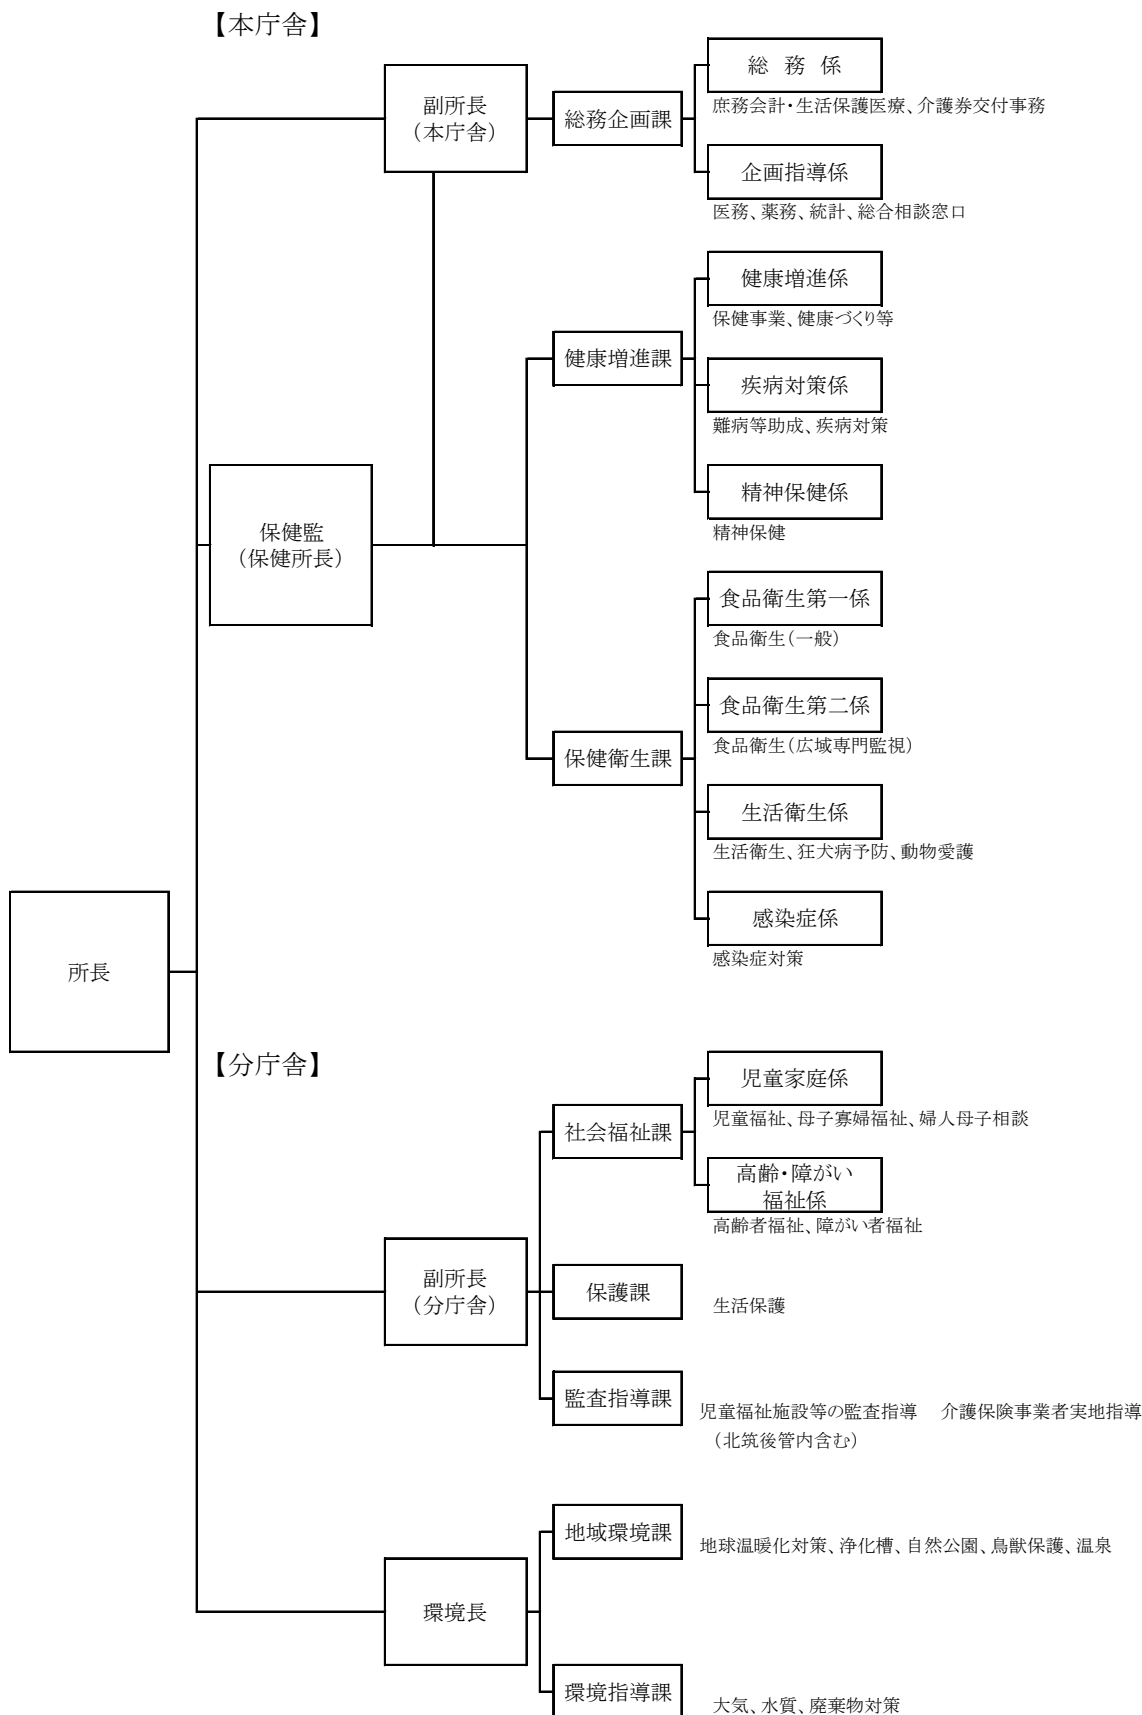 【本庁舎】
総 務 係
副所長
（本庁舎）
総務企画課
庶務会計・生活保護医療、介護券交付事務
企画指導係
医務、薬務、統計、総合相談窓口
健康増進係
保健事業、健康づくり等
健康増進課
疾病対策係
難病等助成、疾病対策
精神保健係
精神保健
保健監
（保健所長）
食品衛生第一係
食品衛生（一般）
食品衛生第二係
食品衛生（広域専門監視）
保健衛生課
生活衛生係
生活衛生、狂犬病予防、動物愛護
感染症係
感染症対策
所長
【分庁舎】
児童家庭係
児童福祉、母子寡婦福祉、婦人母子相談
社会福祉課
高齢・障がい
福祉係
高齢者福祉、障がい者福祉
副所長
（分庁舎）
保護課
生活保護
監査指導課
児童福祉施設等の監査指導　介護保険事業者実地指導
（北筑後管内含む）
地域環境課
地球温暖化対策、浄化槽、自然公園、鳥獣保護、温泉
環境長
環境指導課
大気、水質、廃棄物対策